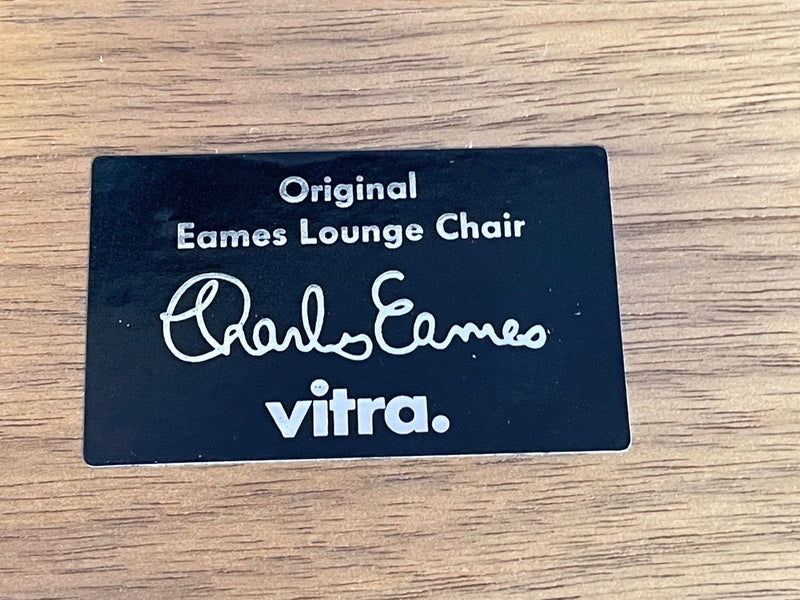 Original
Eames Lounge Chair
Charles Eames
vitra.